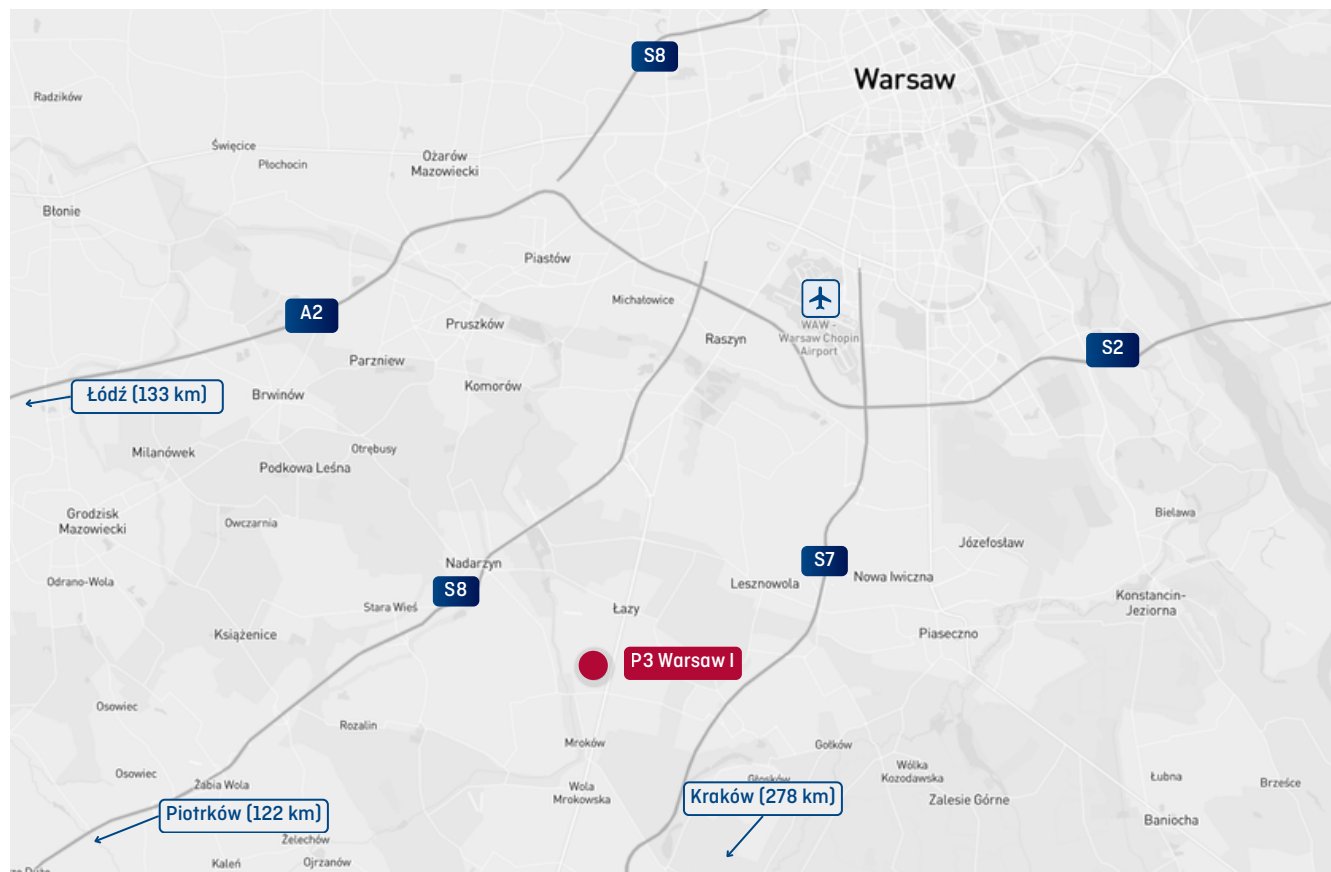 S8
Warsaw
Radzików
Święcice
Płochocin
Ożarów
Mazowiecki
Błonie
Piastów
Michałowice
A2
Pruszków
Raszyn
WAW -
Warsaw Chopin
Airport
S2
Parzniew
Komorów
Łódź (133 km)
Brwinów
Milanówek
Otrębusy
Podkowa Leśna
Grodzisk
Mazowiecki
Owczarnia
Bielawa
Józefosław
Nadarzyn
S7
Odrano-Wola
Lesznowola
Nowa Iwiczna
S8
Stara Wieś
Łazy
Konstancin-
Jeziorna
Książenice
Piaseczno
P3 Warsaw I
Osowiec
Rozalin
Mroków
Gołków
Osowiec
Żabia Wola
Wola
Mrokowska
Głosków
Wólka
Kozodawska
Łubna
Brześce
Kraków (278 km)
Zalesie Górne
Piotrków (122 km)
Baniocha
Żelechów
Kaleń
Ojrzanów